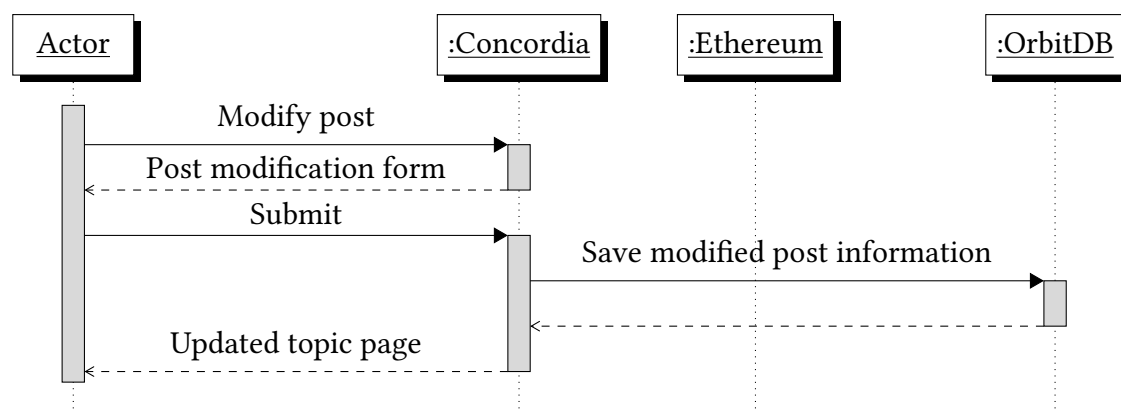 Actor
:Concordia
:Ethereum
:OrbitDB
Modify post
Post modification form
Submit
Save modified post information
Updated topic page